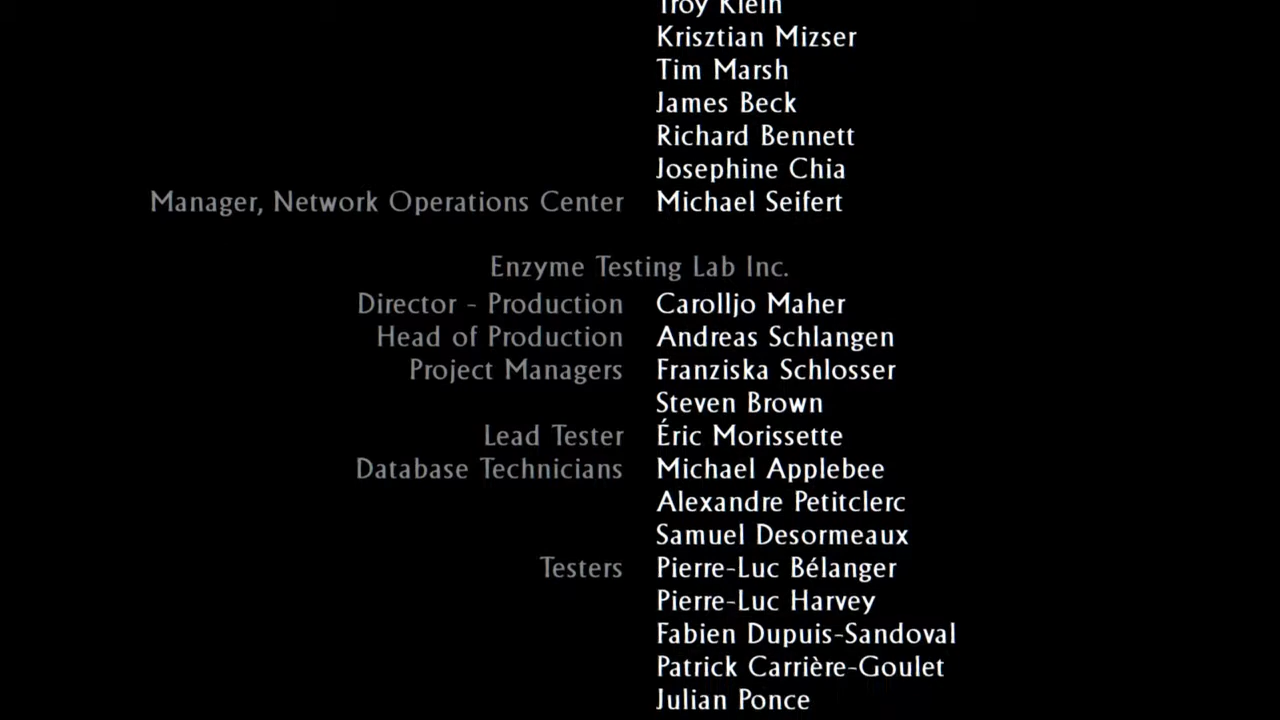 Troy Klein
Krisztian Mizser
Tim Marsh
James Beck
Richard Bennett
Josephine Chia
Manager, Network Operations Center Michael Seifert
Enzyme Testing Lab Inc.
Director - Production Carolljo Maher
Head of Production Andreas Schlangen
Project Managers Franziska Schlosser
Steven Brown
Lead Tester Éric Morissette
Database Technicians Michael Applebee
Alexandre Petitclerc
Samuel Desormeaux
Testers Pierre-Luc Bélanger
Pierre-Luc Harvey
Fabien Dupuis-Sandoval
Patrick Carrière-Goulet
Julian Ponce